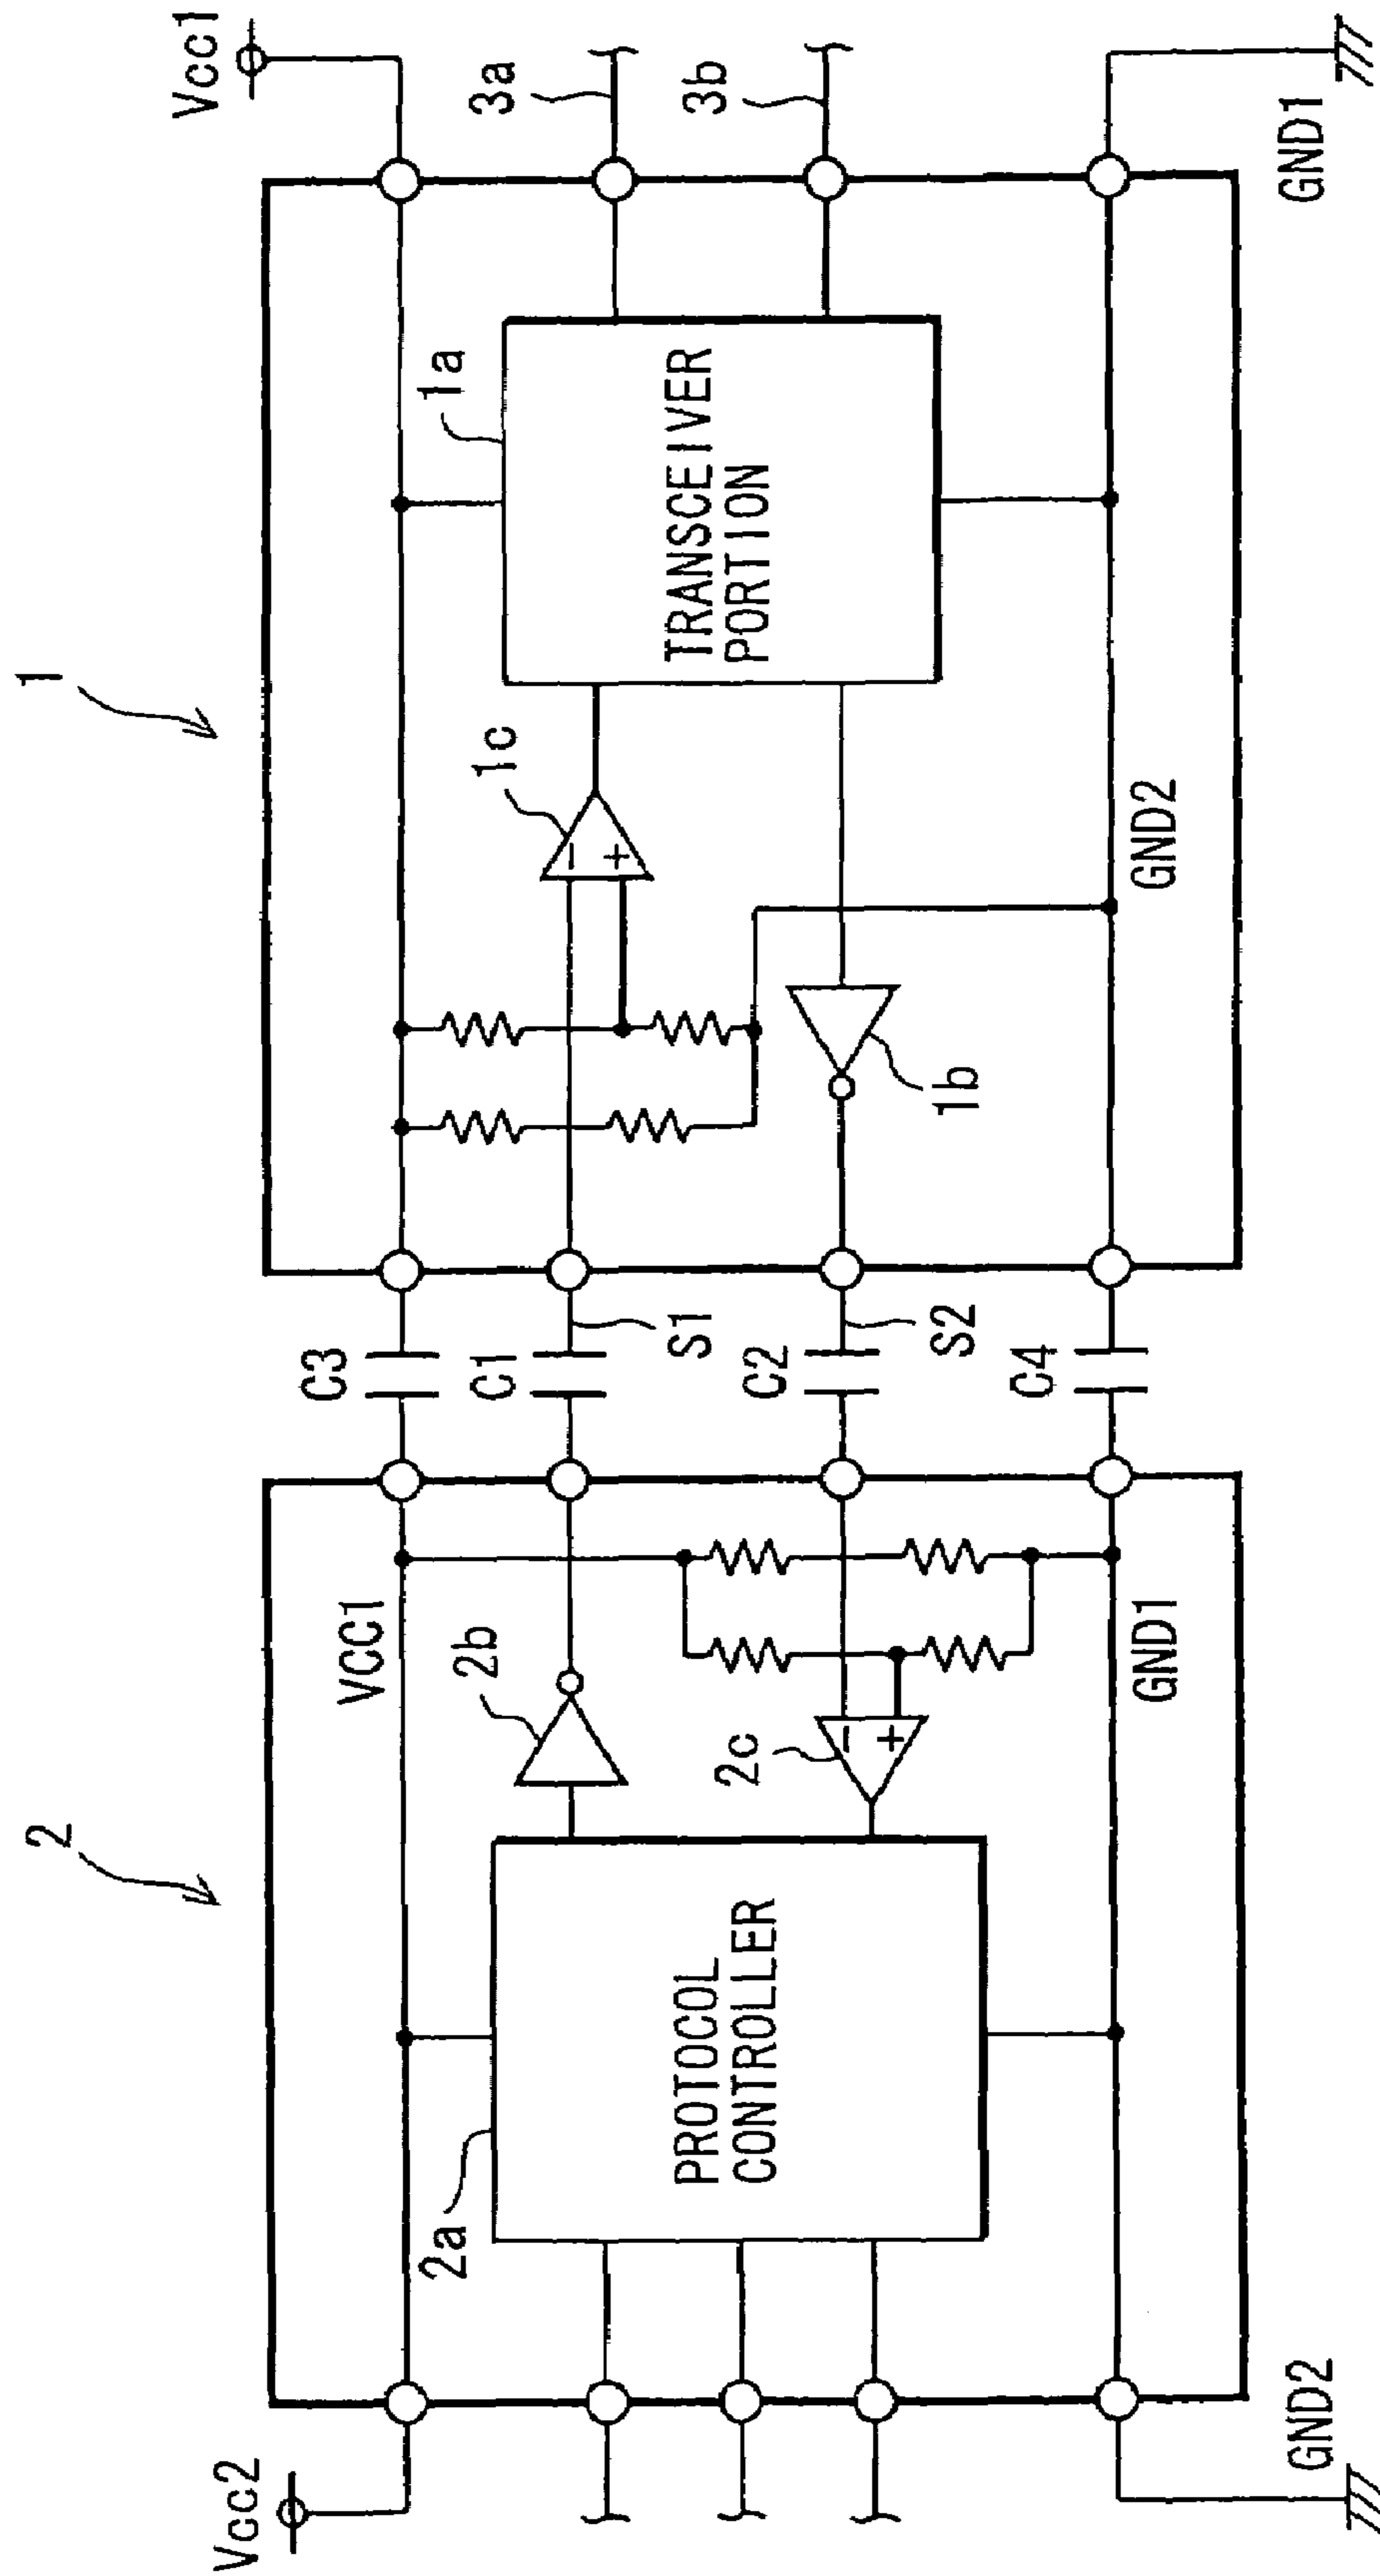 2
1
Vcc2
Vcc1
VCC1
C3
2a
2b
C1
S1
1c
1a
3a
PROTOCOL
CONTROLLER
TRANSCEIVER
PORTION
-
+
2c
C2
S2
-
+
1b
3b
C4
GND1
GND2
GND2
GND1